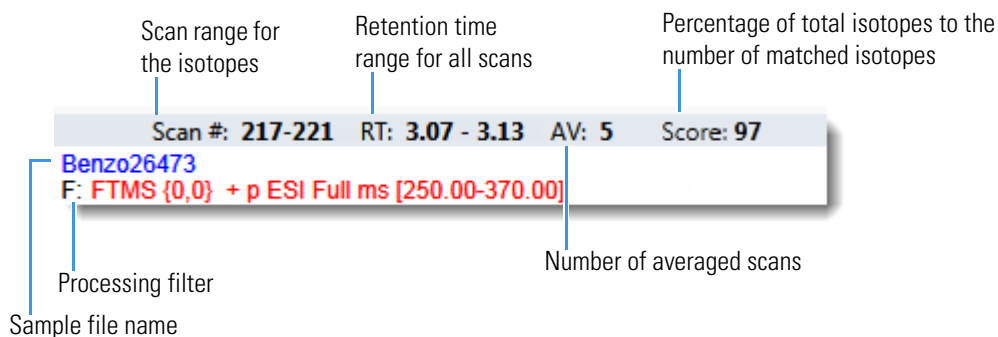 Scan range for
the isotopes
Retention time
range for all scans
Percentage of total isotopes to the
number of matched isotopes
Scan #: 217-221 RT: 3.07 - 3.13 AV: 5 Score: 97
Benzo26473
F: FTMS {0,0} + p ESI Full ms [250.00-370.00]
Number of averaged scans
Processing filter
Sample file name